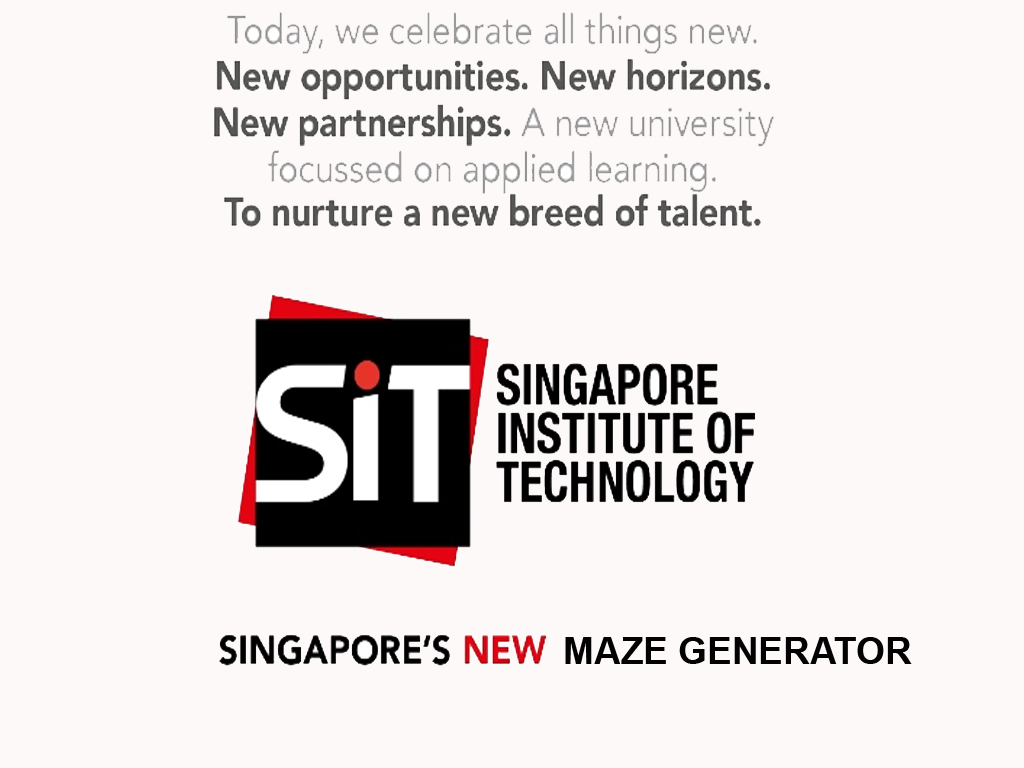 Today, we celebrate all things new.
New opportunities. New horizons.
New partnerships. A new university
focussed on applied learning.
To nurture a new breed of talent.
SiT
SINGAPORE
INSTITUTE OF
TECHNOLOGY
SINGAPORE'S NEW MAZE GENERATOR